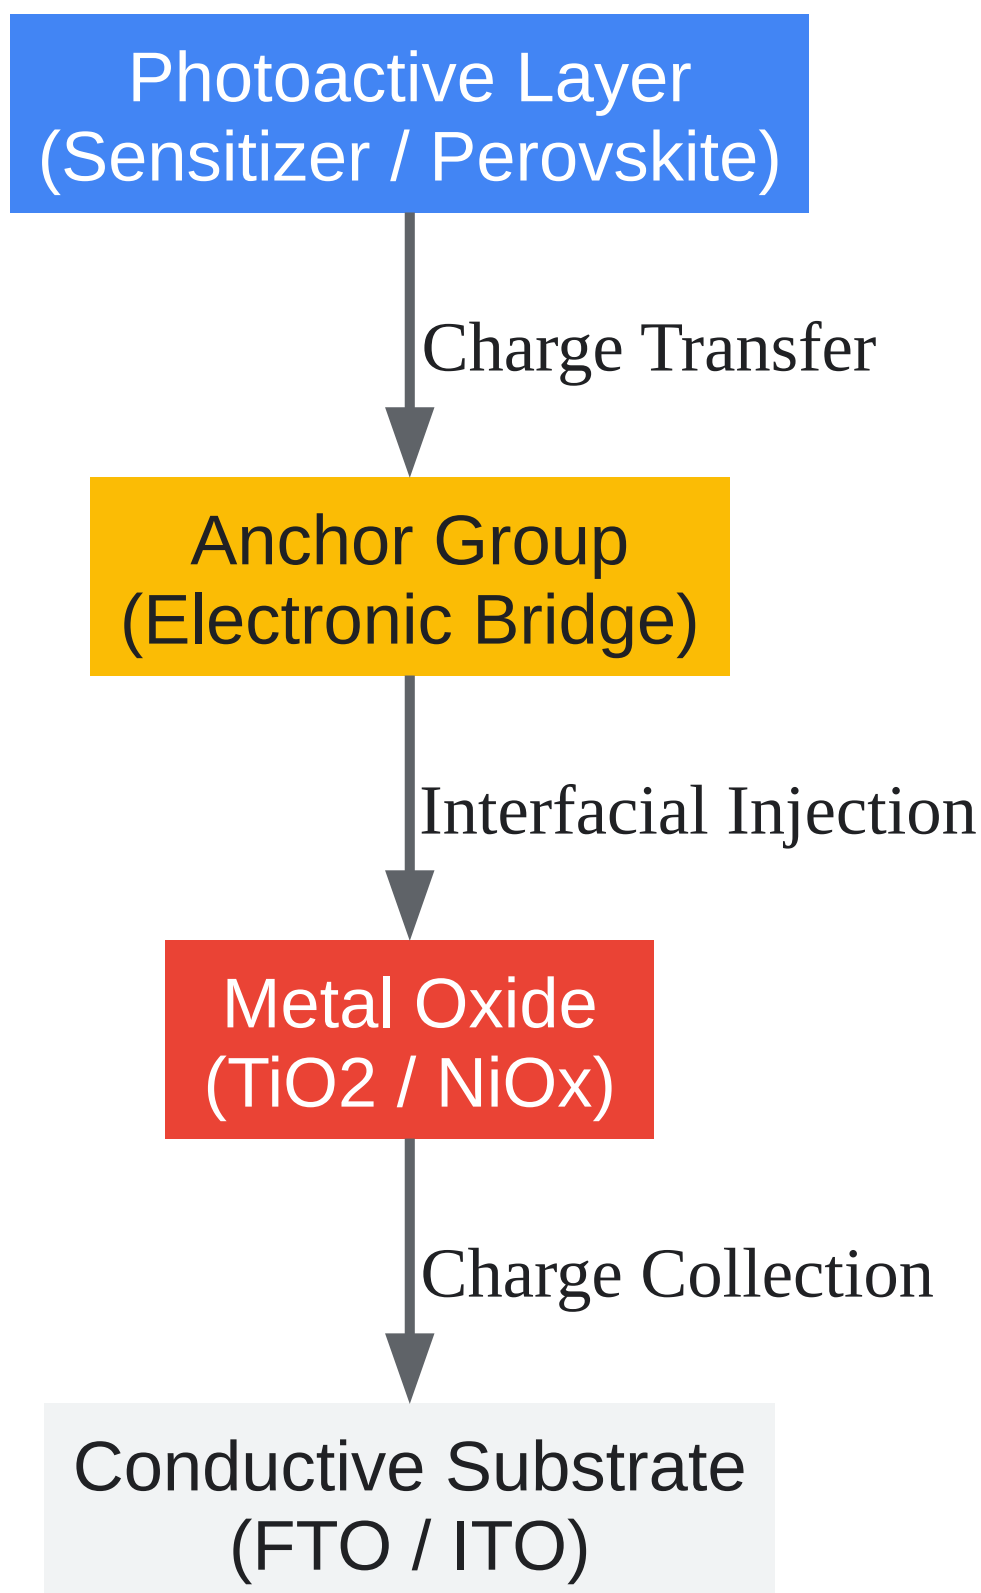 Photoactive Layer
(Sensitizer / Perovskite)
Charge Transfer
Anchor Group
(Electronic Bridge)
Interfacial Injection
Metal Oxide
(TiO2 / NiOx)
Charge Collection
Conductive Substrate
(FTO / ITO)